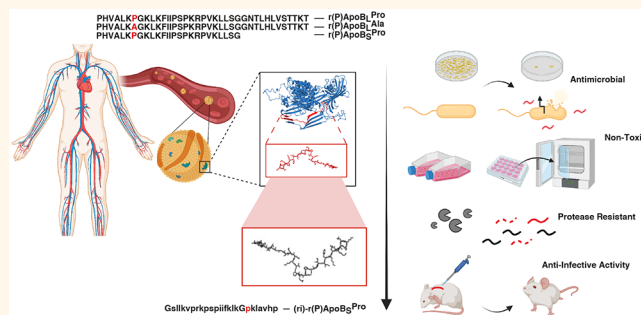 PHVALKPGKLKFIIPSPKRPVKLLSGGNTLHLVSTTKT — r(P)ApoBLPro
PHVALKAGKLKFIIPSPKRPVKLLSGGNTLHLVSTTKT — r(P)ApoBLAla
PHVALKPGKLKFIIPSPKRPVKLLSG — r(P)ApoBSPro
Antimicrobial
Non-Toxi
Protease Resistant
Anti-Infective Activity
GsllkvprkpspiifklkGpklavhp — (ri)-r(P)ApoBSPro